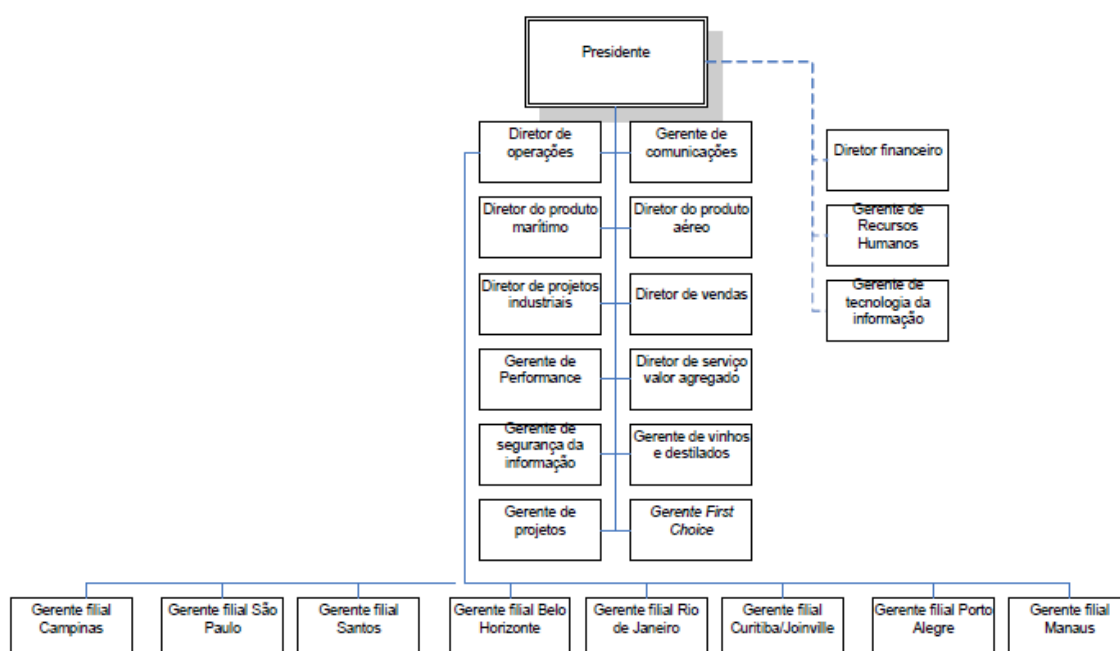 Presidente
Diretor de
operações
Gerente de
comunicações
Diretor financeiro
Diretor do produto
marítimo
Diretor do produto
aéreo
Gerente de
Recursos
Humanos
Diretor de projetos
industriais
Diretor de vendas
Gerente de
tecnologia da
informação
Gerente de
Performance
Diretor de serviço
valor agregado
Gerente de
segurança da
informação
Gerente de vinhos
e destilados
Gerente de
projetos
Gerente First
Choice
Gerente filial
Campinas
Gerente filial São
Paulo
Gerente filial
Santos
Gerente filial Belo
Horizonte
Gerente filial Rio
de Janeiro
Gerente filial
Curitiba/Joinville
Gerente filial Porto
Alegre
Gerente filial
Manaus